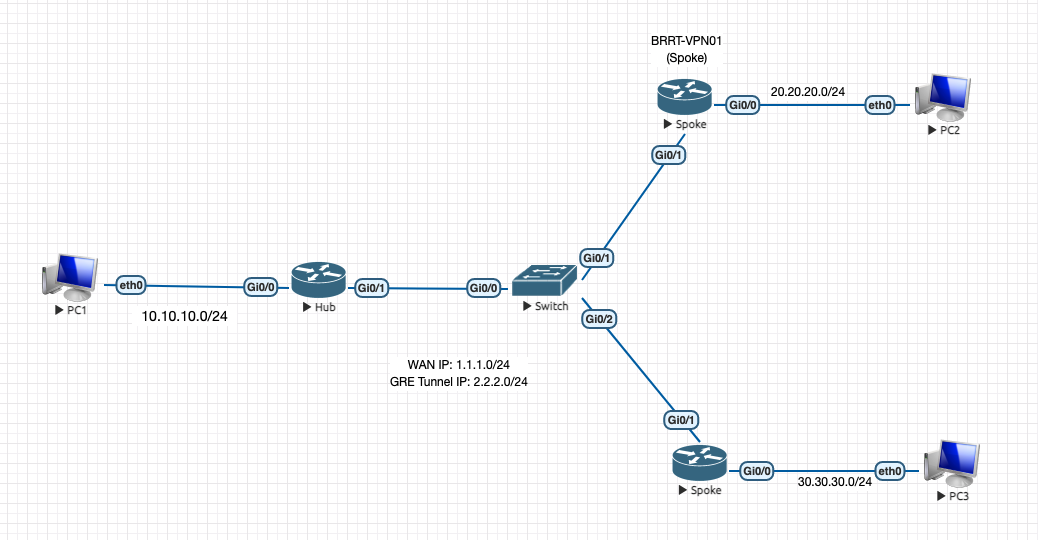 BRRT-VPN01
(Spoke)
Gi0/0
20.20.20.0/24
eth0
Spoke
PC2
Gi0/1
Gi0/1
PC1
eth0
10.10.10.0/24
Gi0/0
Hub
Gi0/1
Gi0/0
Switch
Gi0/2
WAN IP: 1.1.1.0/24
GRE Tunnel IP: 2.2.2.0/24
Gi0/1
Spoke
Gi0/0
30.30.30.0/24
eth0
PC3